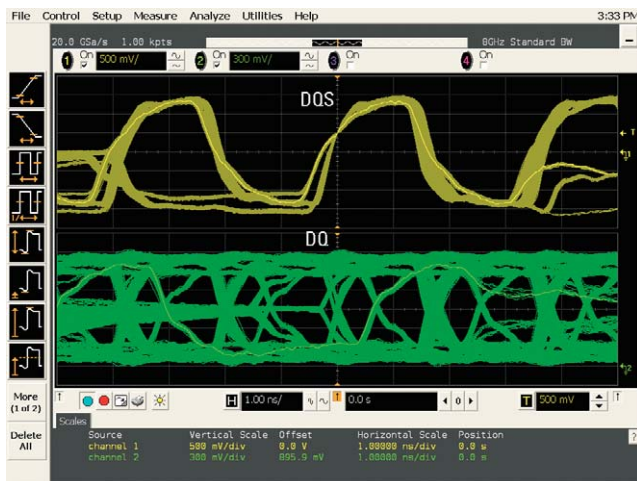 File Control Setup Measure Analyze Utilities Help 3:33 PM
20.0 GSa/s 1.00 kpts 8GHz Standard BW
1 On 500 mV/ 2 On 300 mV/ 3 On 4 On
DQS
T
1
DQ
2
More
(1 of 2)
Delete
All
H 1.00 ns/ 0.0 s 0 T 500 mV
Scales
?
Source Vertical Scale Offset Horizontal Scale Position
channel 1 500 mV/div 0.0 V 1.00000 ns/div 0.0 s
channel 2 300 mV/div 895.9 mV 1.00000 ns/div 0.0 s